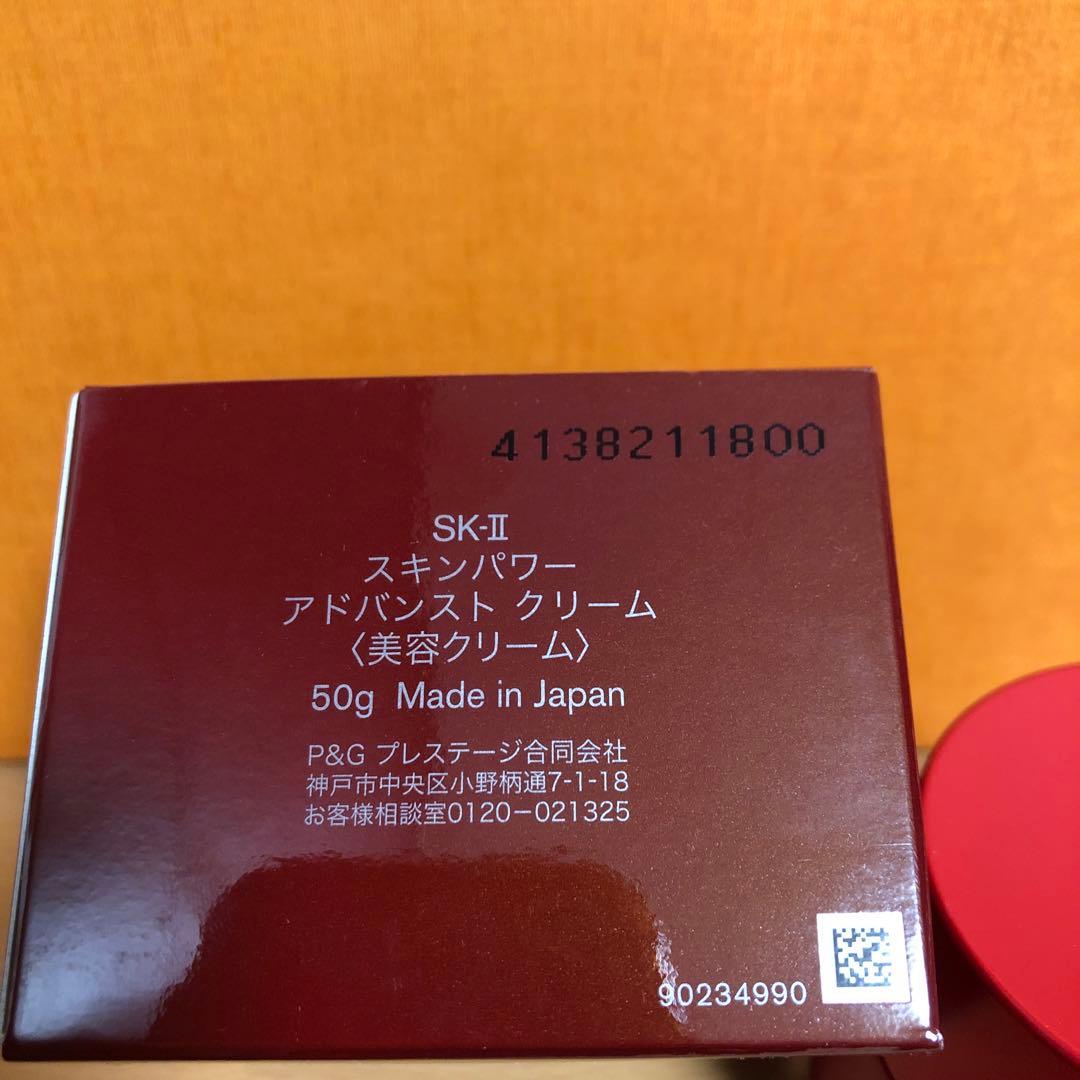 4138211800
SK-Ⅱ
スキンパワー
アドバンスト クリーム
〈美容クリーム〉
50g Made in Japan
P&G プレステージ合同会社
神戸市中央区小野柄通7-1-18
お客様相談室0120-021325
90234990